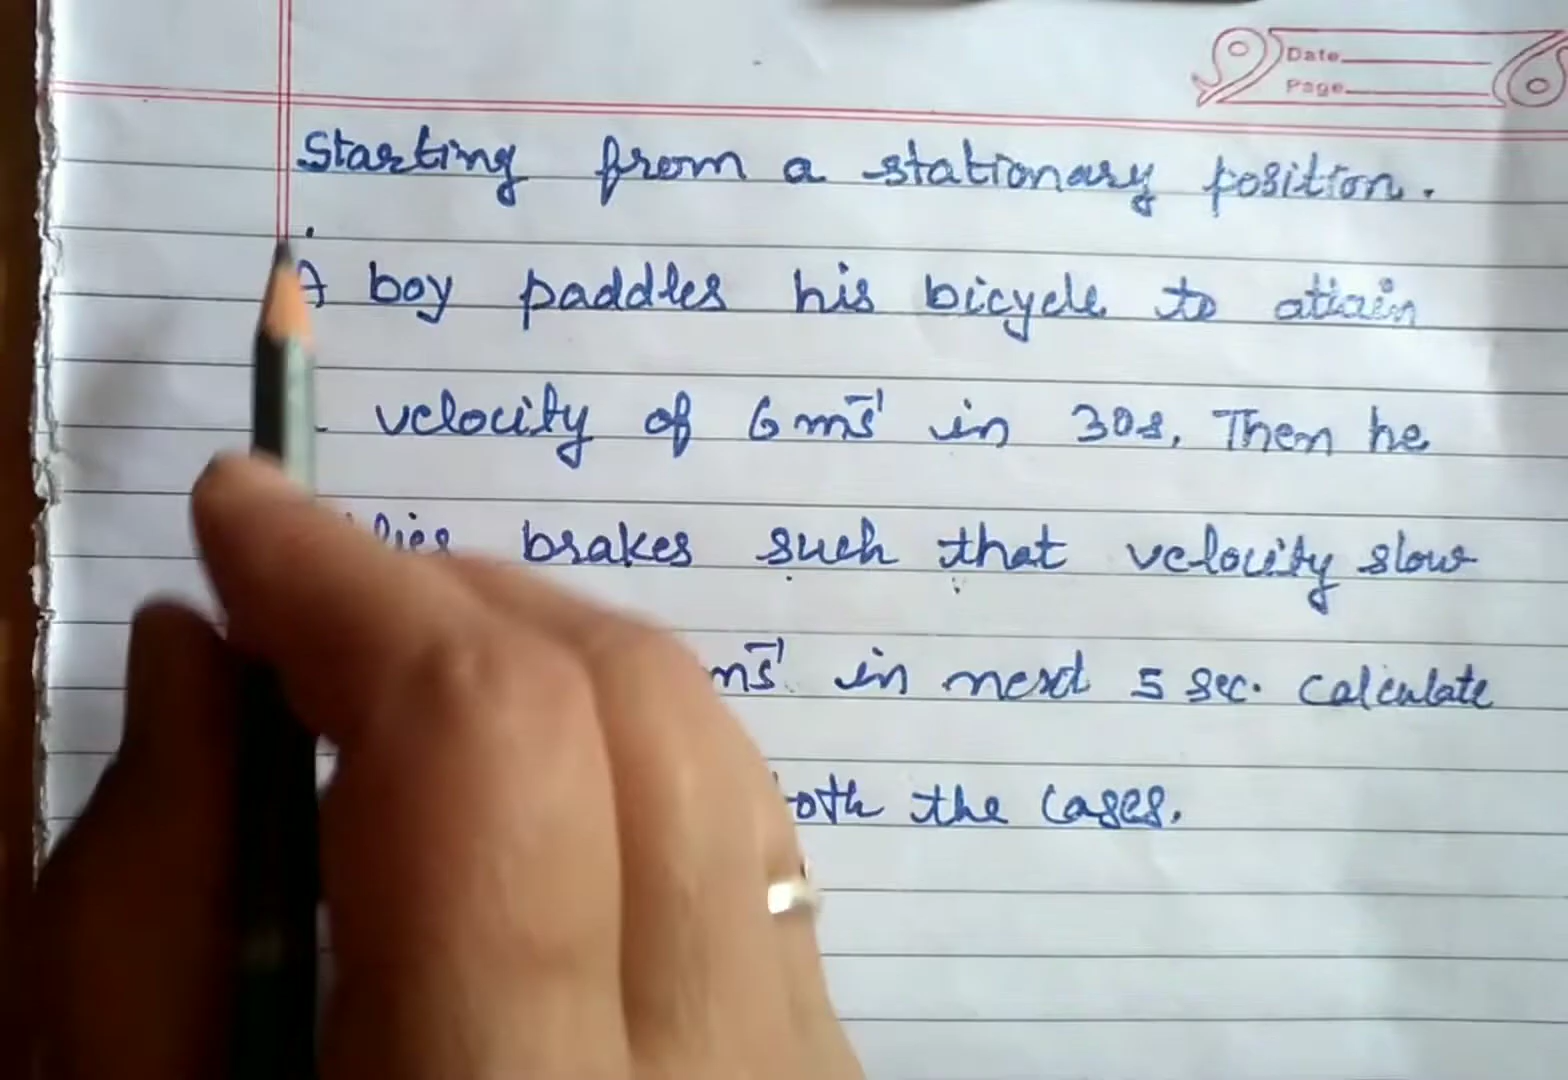 Date
Page
Starting from a stationary position.
A boy paddles his bicycle to attain
velocity of 6 ms⁻¹ in 30s, Then he
brakes such that velocity slow
ms⁻¹ in next 5 sec. Calculate
the cases.